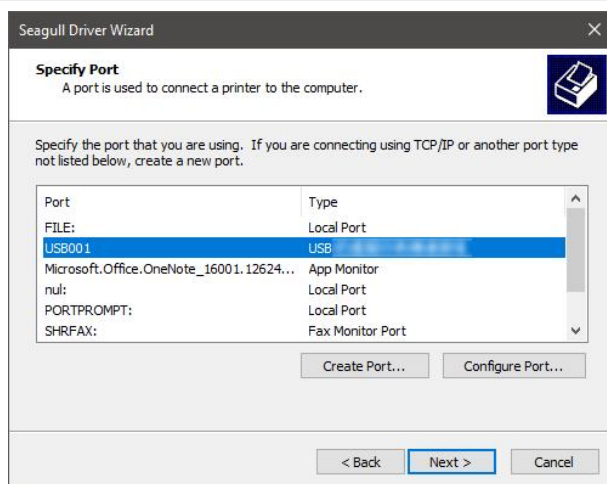 Seagull Driver Wizard
Specify Port
A port is used to connect a printer to the computer.
Specify the port that you are using. If you are connecting using TCP/IP or another port type
not listed below, create a new port.
Port Type
FILE: Local Port
USB001 USB
Microsoft.Office.OneNote_16001.12624... App Monitor
nul: Local Port
PORTPROMPT: Local Port
SHRFAX: Fax Monitor Port
Create Port... Configure Port...
< Back Next > Cancel